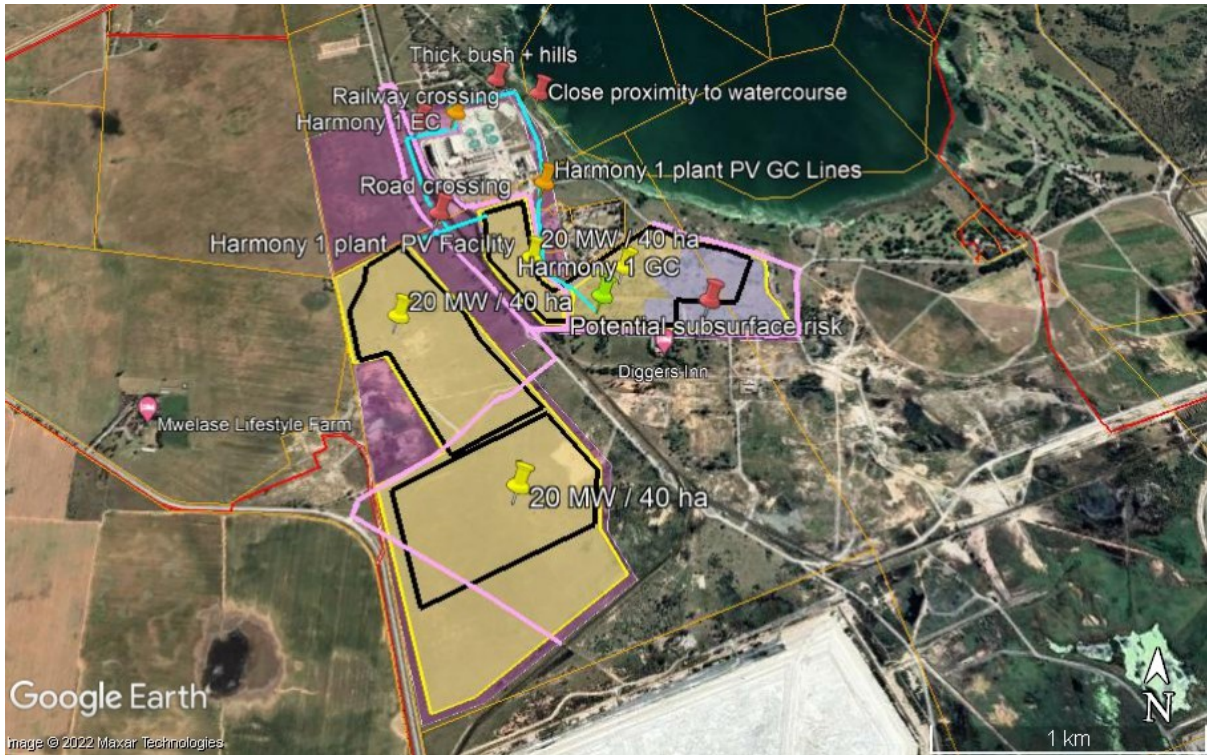 Thick bush + hills
Close proximity to watercourse
Railway crossing
Harmony 1 EC
Harmony 1 plant PV GC Lines
Road crossing
Harmony 1 plant PV Facility
20 MW / 40 ha
Harmony 1 GC
20 MW / 40 ha
Potential subsurface risk
Diggers Inn
Mwelase Lifestyle Farm
20 MW / 40 ha
Google Earth
Image © 2022 Maxar Technologies
N
1 km